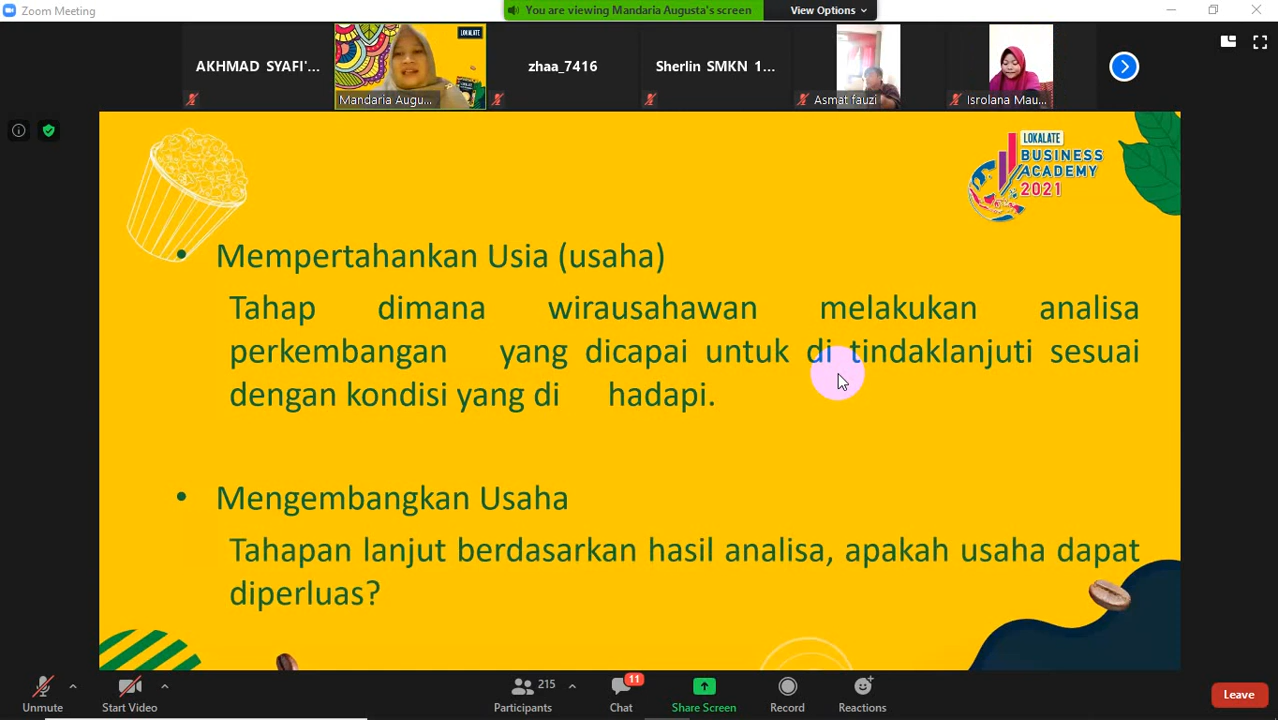 Zoom Meeting
You are viewing Mandaria Augusta's screen
View Options
AKHMAD SYAFI'...
Mandaria Augu...
LOKALATE
zhaa_7416
Sherlin SMKN 1...
Asmat fauzi
Isrolana Mau...
LOKALATE
BUSINESS
ACADEMY
2021
• Mempertahankan Usia (usaha)
Tahap dimana wirausahawan melakukan analisa
perkembangan yang dicapai untuk di tindaklanjuti sesuai
dengan kondisi yang di hadapi.
• Mengembangkan Usaha
Tahapan lanjut berdasarkan hasil analisa, apakah usaha dapat
diperluas?
Unmute
Start Video
215
Participants
11
Chat
Share Screen
Record
Reactions
Leave